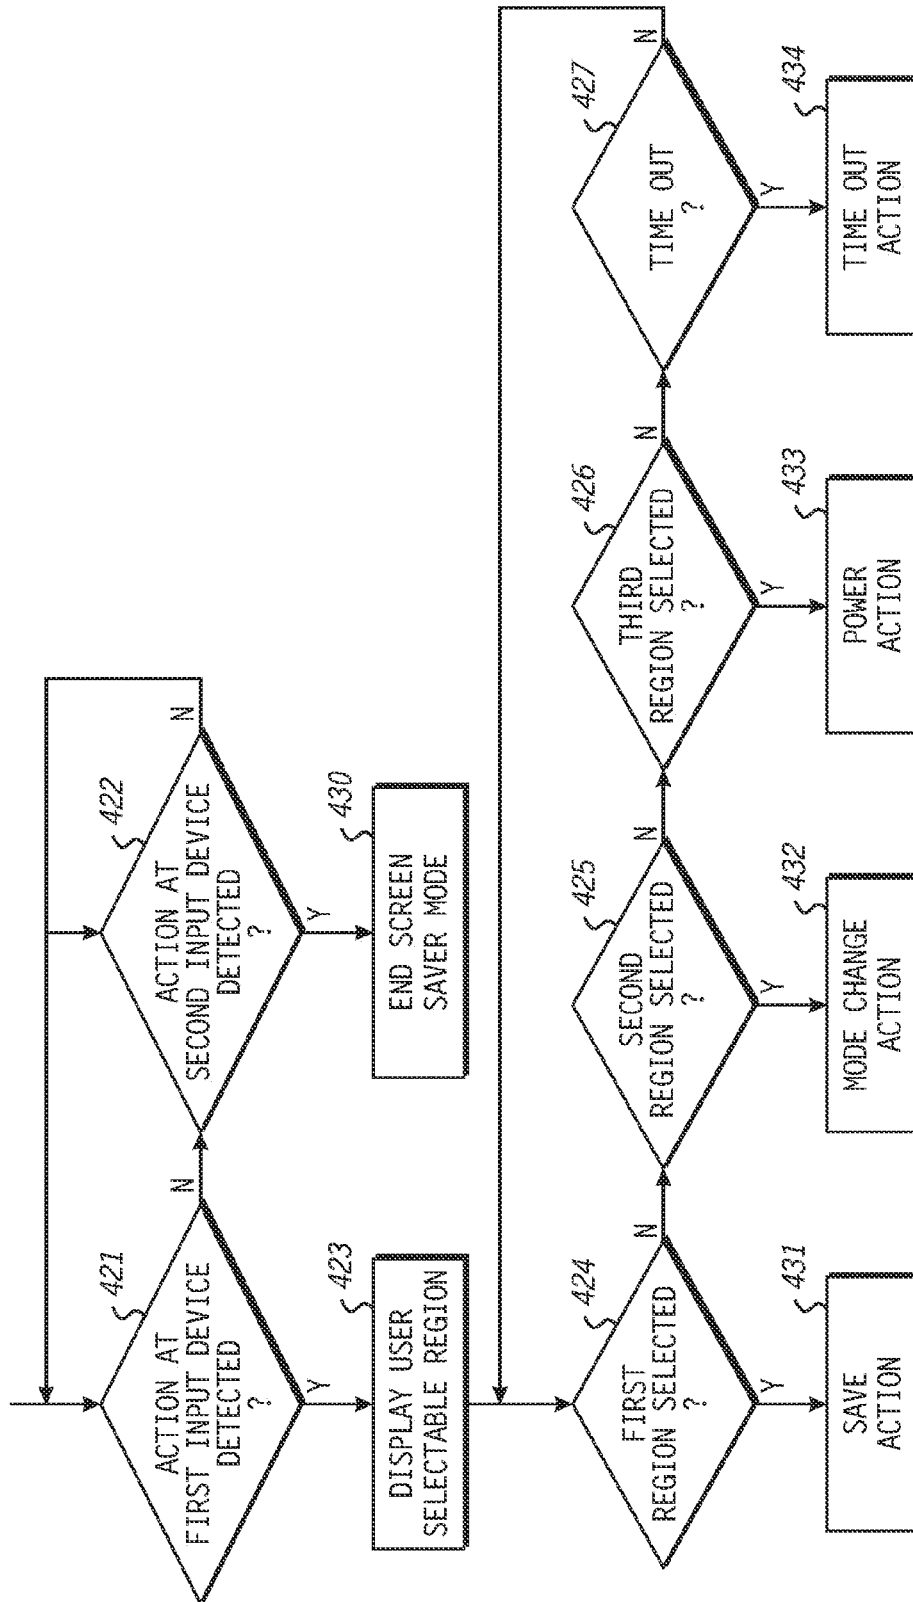 421
ACTION AT
FIRST INPUT DEVICE
DETECTED
?
N
Y
422
ACTION AT
SECOND INPUT DEVICE
DETECTED
?
N
Y
423
DISPLAY USER
SELECTABLE REGION
430
END SCREEN
SAVER MODE
424
FIRST
REGION SELECTED
?
N
Y
425
SECOND
REGION SELECTED
?
N
Y
426
THIRD
REGION SELECTED
?
N
Y
427
TIME OUT
?
N
Y
431
SAVE
ACTION
432
MODE CHANGE
ACTION
433
POWER
ACTION
434
TIME OUT
ACTION